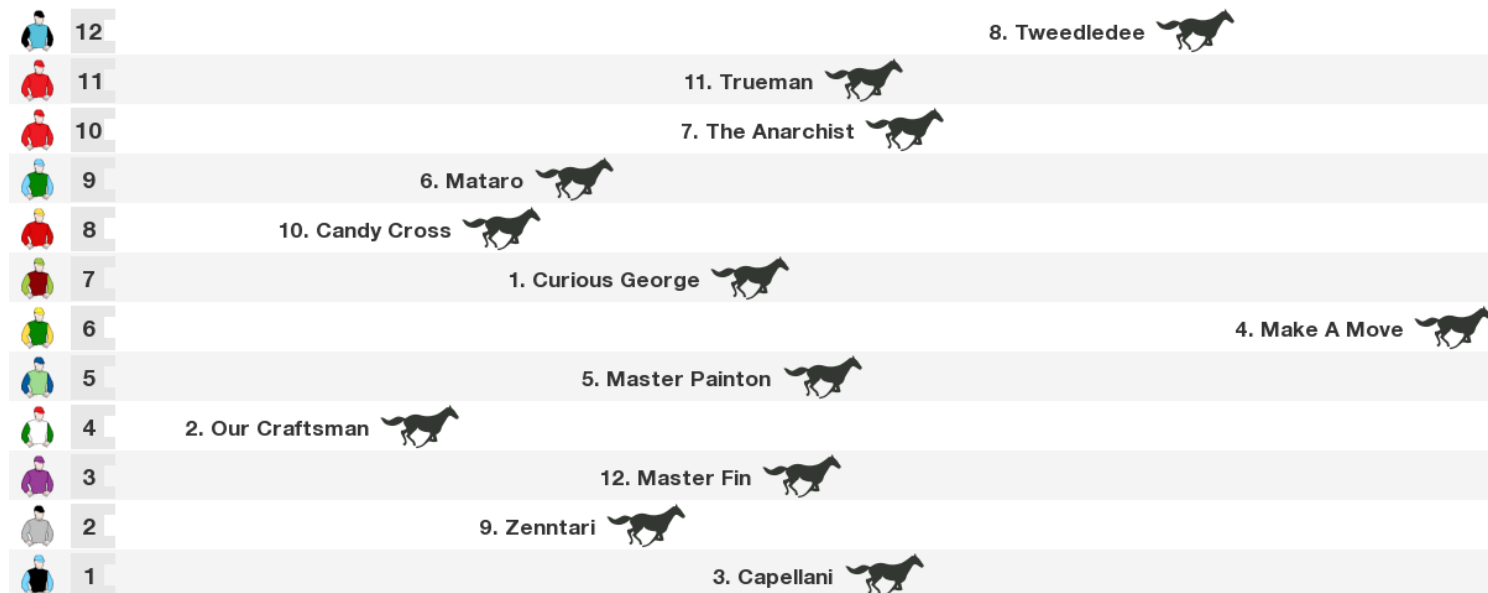 12 8. Tweedledee
11 11. Trueman
10 7. The Anarchist
9 6. Mataro
8 10. Candy Cross
7 1. Curious George
6 4. Make A Move
5 5. Master Painton
4 2. Our Craftsman
3 12. Master Fin
2 9. Zenntari
1 3. Capellani